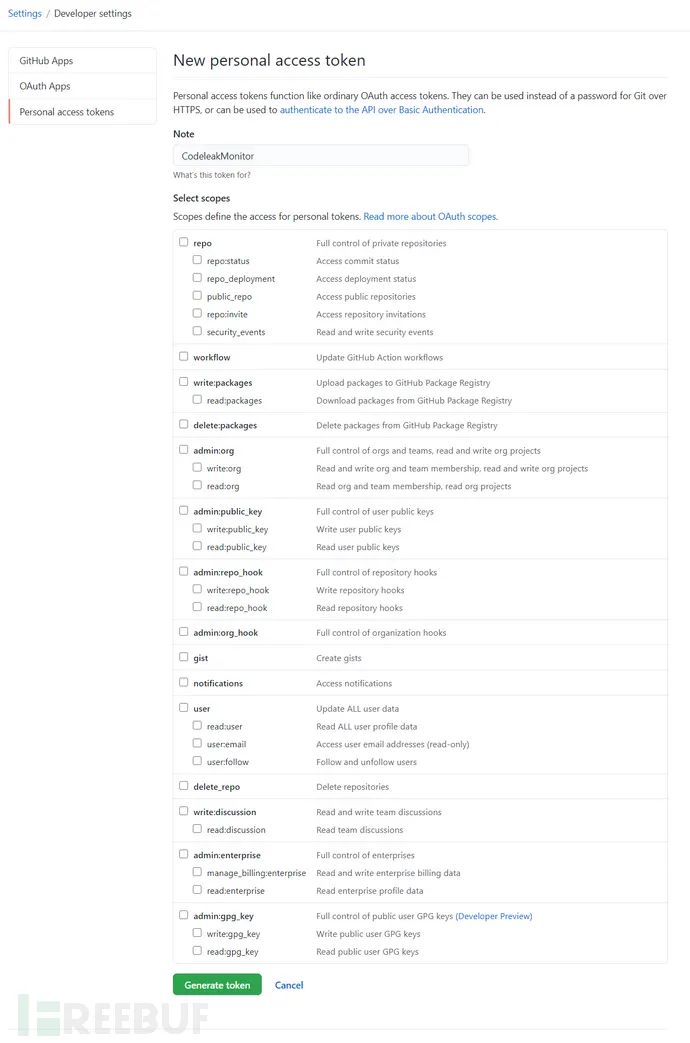 Settings / Developer settings
GitHub Apps
OAuth Apps
Personal access tokens
New personal access token
Personal access tokens function like ordinary OAuth access tokens. They can be used instead of a password for Git over
HTTPS, or can be used to authenticate to the API over Basic Authentication.
Note
CodeleakMonitor
What's this token for?
Select scopes
Scopes define the access for personal tokens. Read more about OAuth scopes.
repo Full control of private repositories
repo:status Access commit status
repo_deployment Access deployment status
public_repo Access public repositories
repo:invite Access repository invitations
security_events Read and write security events
workflow Update GitHub Action workflows
write:packages Upload packages to GitHub Package Registry
read:packages Download packages from GitHub Package Registry
delete:packages Delete packages from GitHub Package Registry
admin:org Full control of orgs and teams, read and write org projects
write:org Read and write org and team membership, read and write org projects
read:org Read org and team membership, read org projects
admin:public_key Full control of user public keys
write:public_key Write user public keys
read:public_key Read user public keys
admin:repo_hook Full control of repository hooks
write:repo_hook Write repository hooks
read:repo_hook Read repository hooks
admin:org_hook Full control of organization hooks
gist Create gists
notifications Access notifications
user Update ALL user data
read:user Read ALL user profile data
user:email Access user email addresses (read-only)
user:follow Follow and unfollow users
delete_repo Delete repositories
write:discussion Read and write team discussions
read:discussion Read team discussions
admin:enterprise Full control of enterprises
manage_billing:enterprise Read and write enterprise billing data
read:enterprise Read enterprise profile data
admin:gpg_key Full control of public user GPG keys (Developer Preview)
write:gpg_key Write public user GPG keys
read:gpg_key Read public user GPG keys
Generate token Cancel
FREEBUF